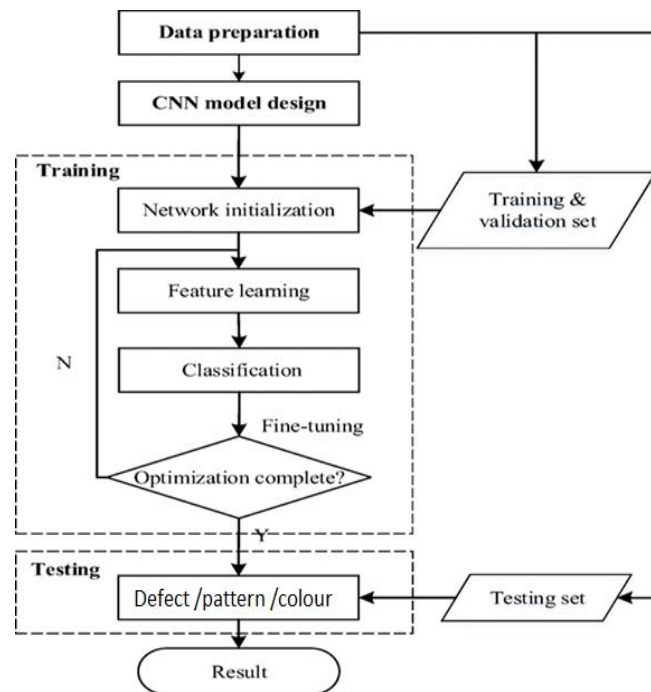 Data preparation
CNN model design
Training
Network initialization
Training &
validation set
Feature learning
N
Classification
Fine-tuning
Optimization complete?
Y
Testing
Defect /pattern /colour
Testing set
Result